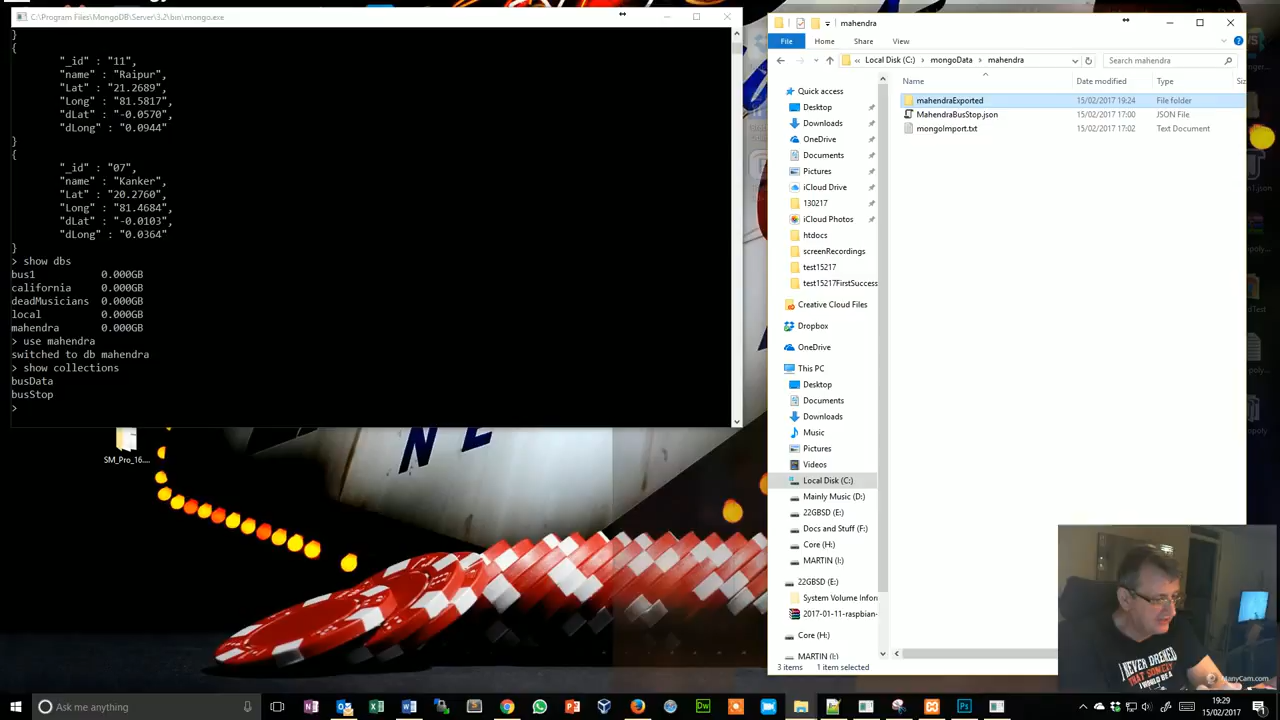 C:\Program Files\MongoDB\Server\3.2\bin\mongo.exe
}
{
"_id" : "11",
"name" : "Raipur",
"Lat" : "21.2689",
"Long" : "81.5817",
"dLat" : "-0.0570",
"dLong" : "0.0944"
}
{
"_id" : "07",
"name" : "Kanker",
"Lat" : "20.2760",
"Long" : "81.4684",
"dLat" : "-0.0103",
"dLong" : "0.0364"
}
> show dbs
bus1 0.000GB
california 0.000GB
deadMusicians 0.000GB
local 0.000GB
mahendra 0.000GB
> use mahendra
switched to db mahendra
> show collections
busData
busStop
>
SM_Pro_16....
N E
mahendra
File Home Share View
« Local Disk (C:) › mongoData › mahendra
Search mahendra
Name Date modified Type
mahendraExported 15/02/2017 19:24 File folder
MahendraBusStop.json 15/02/2017 17:00 JSON File
mongoImport.txt 15/02/2017 17:02 Text Document
Quick access
Desktop
Downloads
OneDrive
Documents
Pictures
iCloud Drive
130217
iCloud Photos
htdocs
screenRecordings
test15217
test15217FirstSuccess
Creative Cloud Files
Dropbox
OneDrive
This PC
Desktop
Documents
Downloads
Music
Pictures
Videos
Local Disk (C:)
Mainly Music (D:)
22GBSD (E:)
Docs and Stuff (F:)
Core (H:)
MARTIN (I:)
22GBSD (E:)
System Volume Infor
2017-01-11-raspbian-
Core (H:)
MARTIN (I:)
3 items 1 item selected
I NEVER DREAMED
THAT SOMEDAY
I WOULD BE A
ManyCam.com
Ask me anything
19:29
15/02/2017